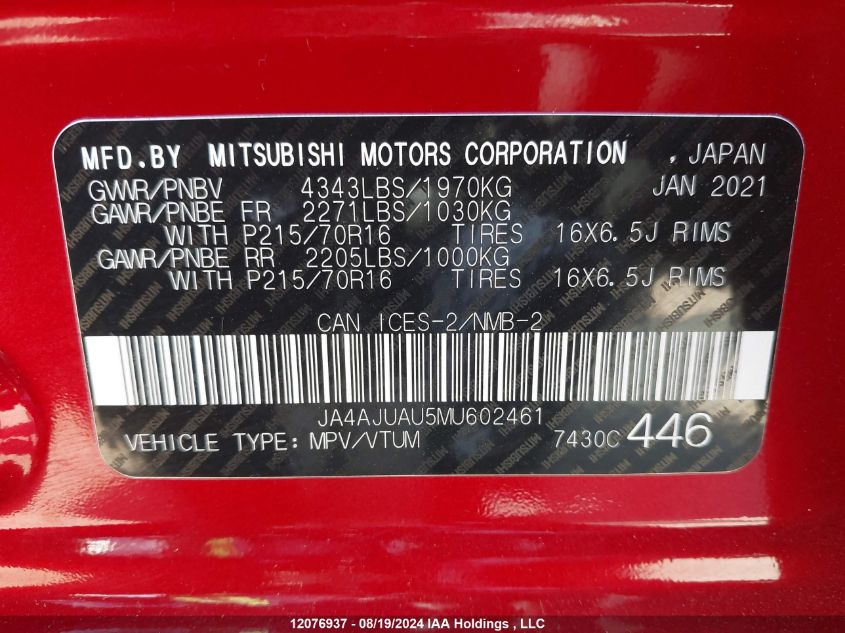 MFD.BY MITSUBISHI MOTORS CORPORATION , JAPAN
GVWR/PNBV 4343LBS/1970KG JAN 2021
GAWR/PNBE FR 2271LBS/1030KG
WITH P215/70R16 TIRES 16X6.5J RIMS
GAWR/PNBE RR 2205LBS/1000KG
WITH P215/70R16 TIRES 16X6.5J RIMS
CAN ICES-2/NMB-2
JA4AJUAU5MU602461
VEHICLE TYPE: MPV/VTUM 7430C 446
12076937 - 08/19/2024 IAA Holdings , LLC